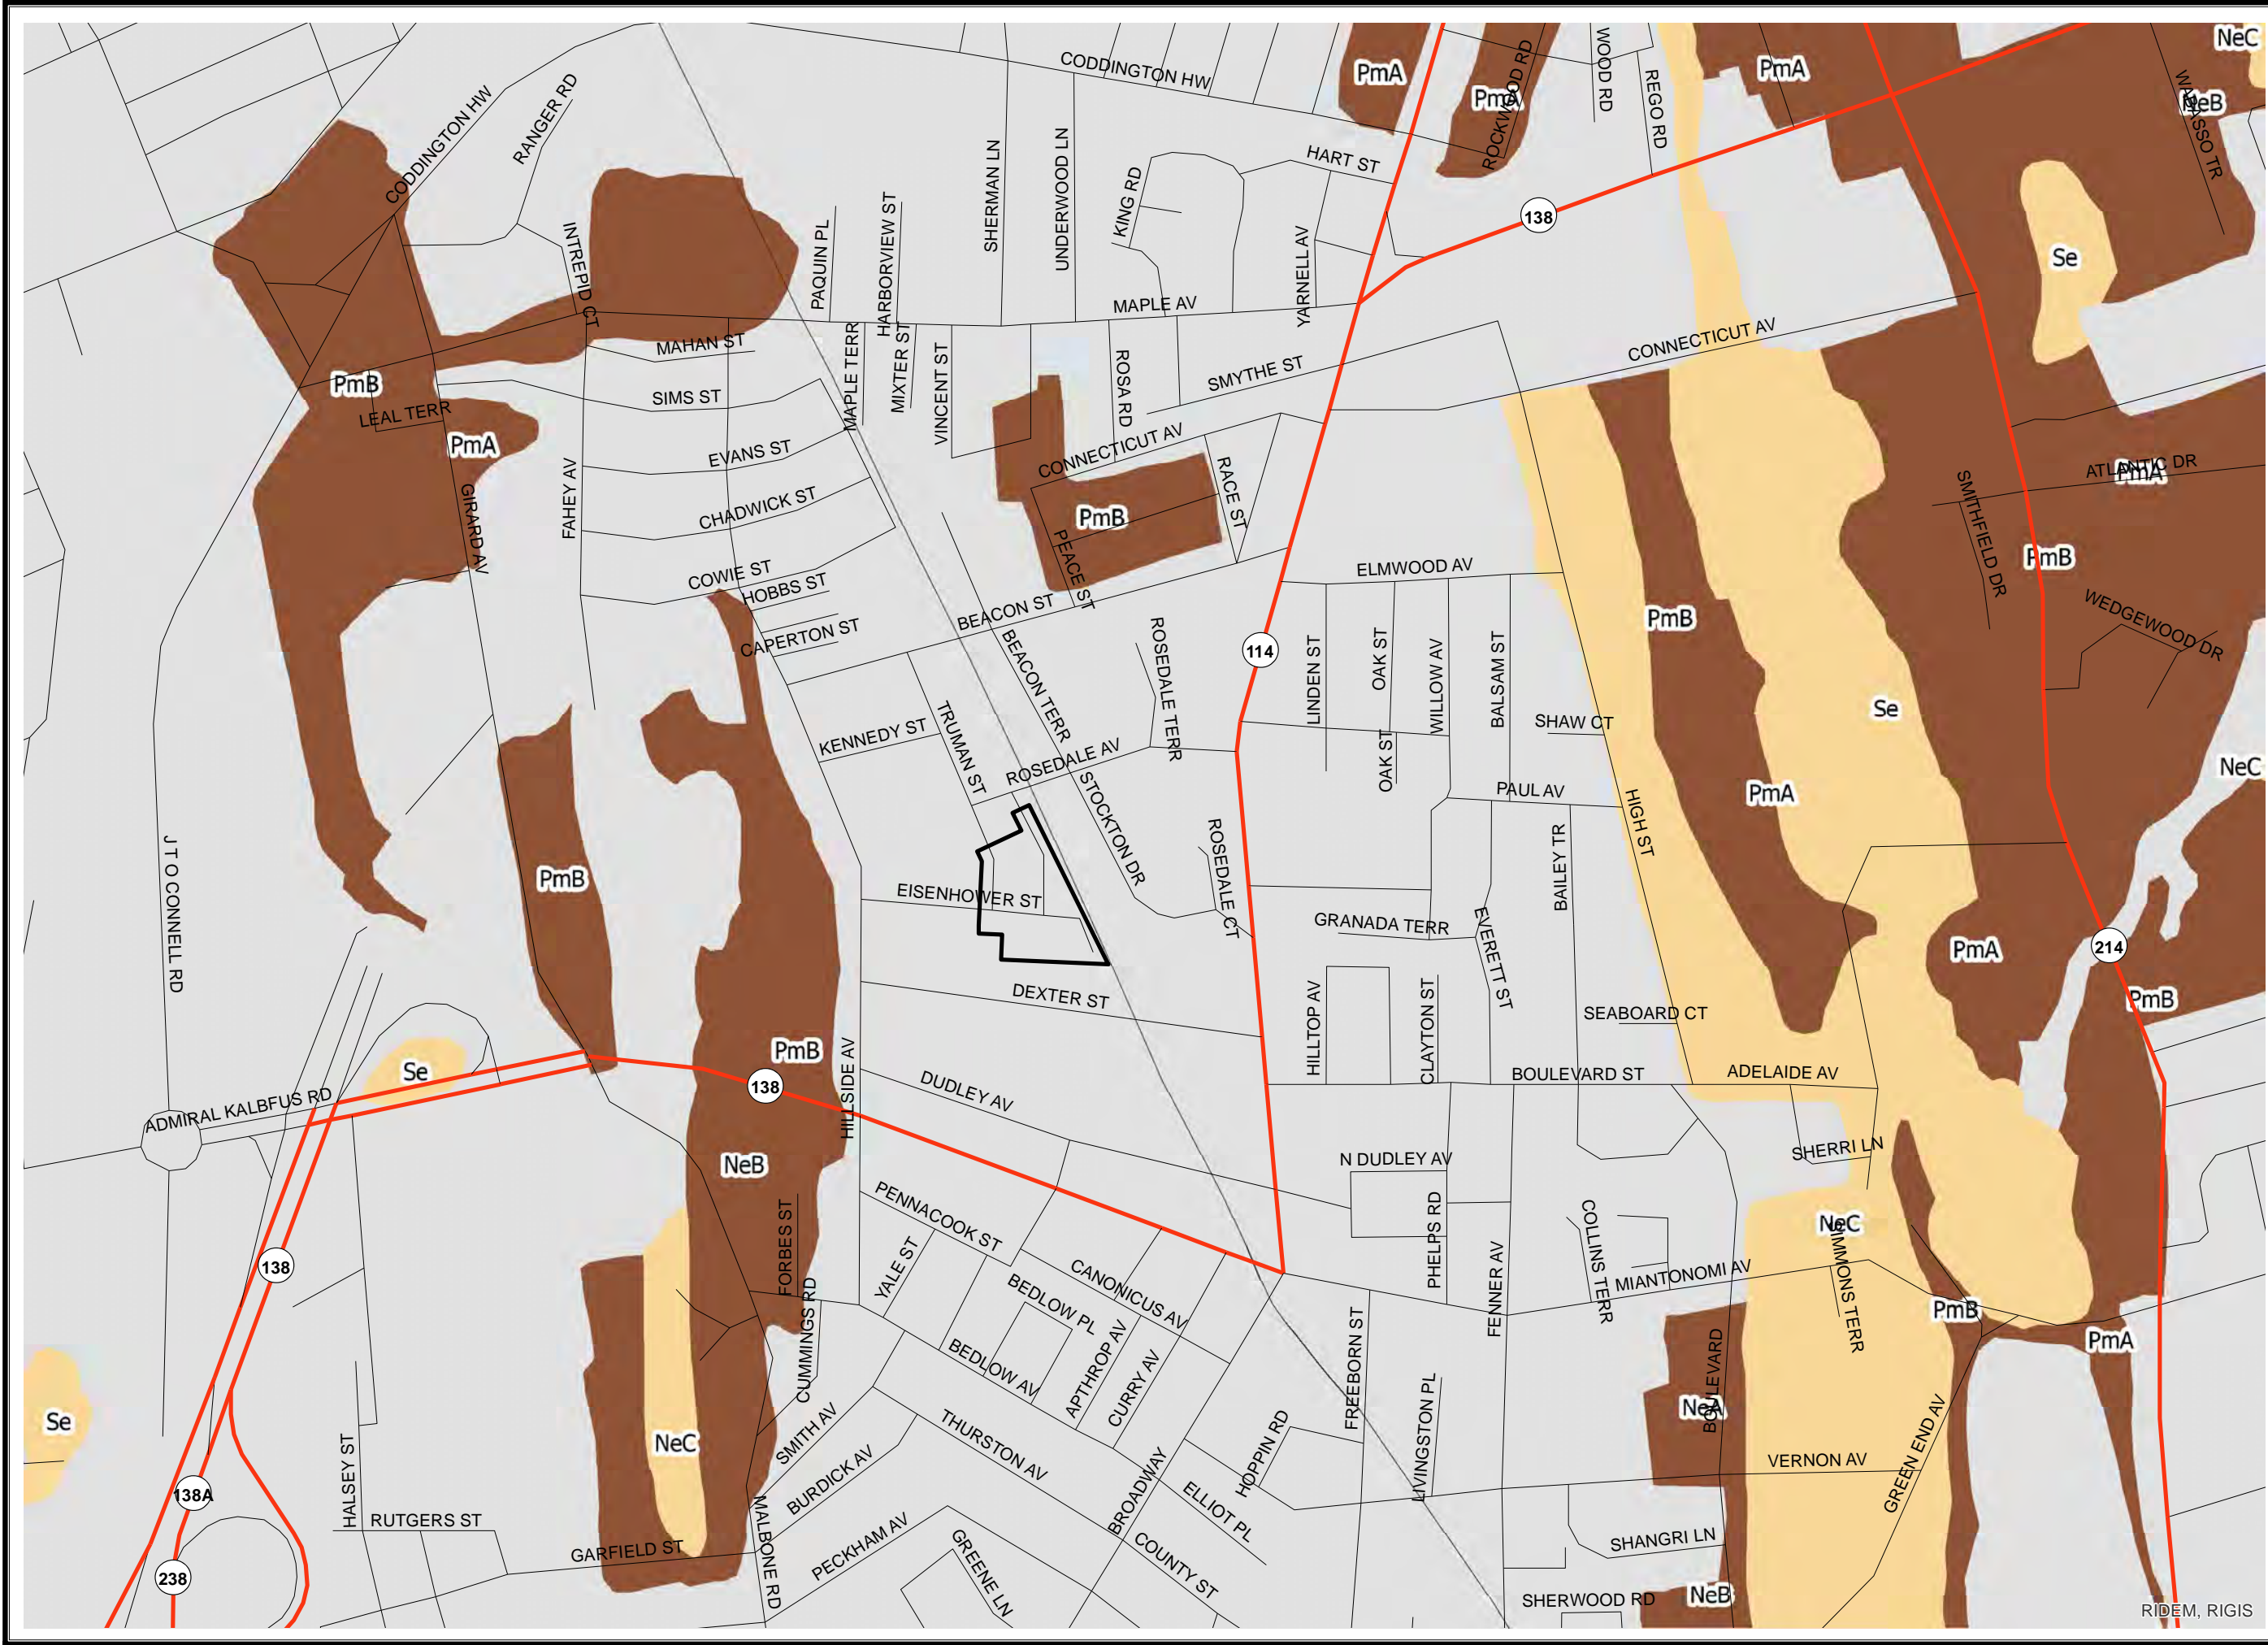 NeC
CODDINGTON HW
PmA
PmA
ROCKWOOD RD
WOOD RD
REGO RD
PmA
NeB
WAPASSO TR
CODDINGTON HW
RANGER RD
SHERMAN LN
UNDERWOOD LN
KING RD
HART ST
138
INTREPID CT
PAQUIN PL
HARBORVIEW ST
YARNELL AV
Se
MAPLE AV
MAHAN ST
MAPLE TERR
MIXTER ST
VINCENT ST
ROSA RD
SMYTHE ST
CONNECTICUT AV
PmB
LEAL TERR
SIMS ST
PmA
EVANS ST
CONNECTICUT AV
RACE ST
ATLANTIC DR
PmA
GIRARD AV
FAHEY AV
CHADWICK ST
PmB
PEACE ST
SMITHFIELD DR
PmB
COWIE ST
HOBBS ST
ELMWOOD AV
CAPERTON ST
BEACON ST
BEACON TERR
ROSEDALE TERR
PmB
WEDGEWOOD DR
114
LINDEN ST
OAK ST
WILLOW AV
BALSAM ST
KENNEDY ST
TRUMAN ST
ROSEDALE AV
SHAW CT
Se
OAK ST
NeC
STOCKTON DR
PAUL AV
PmA
HIGH ST
J T O CONNELL RD
PmB
ROSEDALE CT
BAILEY TR
EISENHOWER ST
GRANADA TERR
EVERETT ST
PmA
214
DEXTER ST
HILLTOP AV
CLAYTON ST
SEABOARD CT
PmB
PmB
Se
138
HILLSIDE AV
DUDLEY AV
BOULEVARD ST
ADELAIDE AV
ADMIRAL KALBFUS RD
NeB
N DUDLEY AV
SHERRI LN
FORBES ST
PENNACOOK ST
PHELPS RD
COLLINS TERR
NeC
SIMMONS TERR
138
YALE ST
CANONICUS AV
FENNER AV
MIANTONOMI AV
CUMMINGS RD
BEDLOW PL
PmB
BEDLOW AV
APTHROP AV
CURRY AV
FREEBORN ST
PmA
Se
NeC
SMITH AV
THURSTON AV
HOPPIN RD
LIVINGSTON PL
NeA
BOULEVARD
VERNON AV
GREEN END AV
138A
HALSEY ST
BURDICK AV
BROADWAY
ELLIOT PL
RUTGERS ST
MALBONE RD
GARFIELD ST
PECKHAM AV
GREENE LN
COUNTY ST
SHANGRI LN
238
SHERWOOD RD
NeB
RIDEM, RIGIS